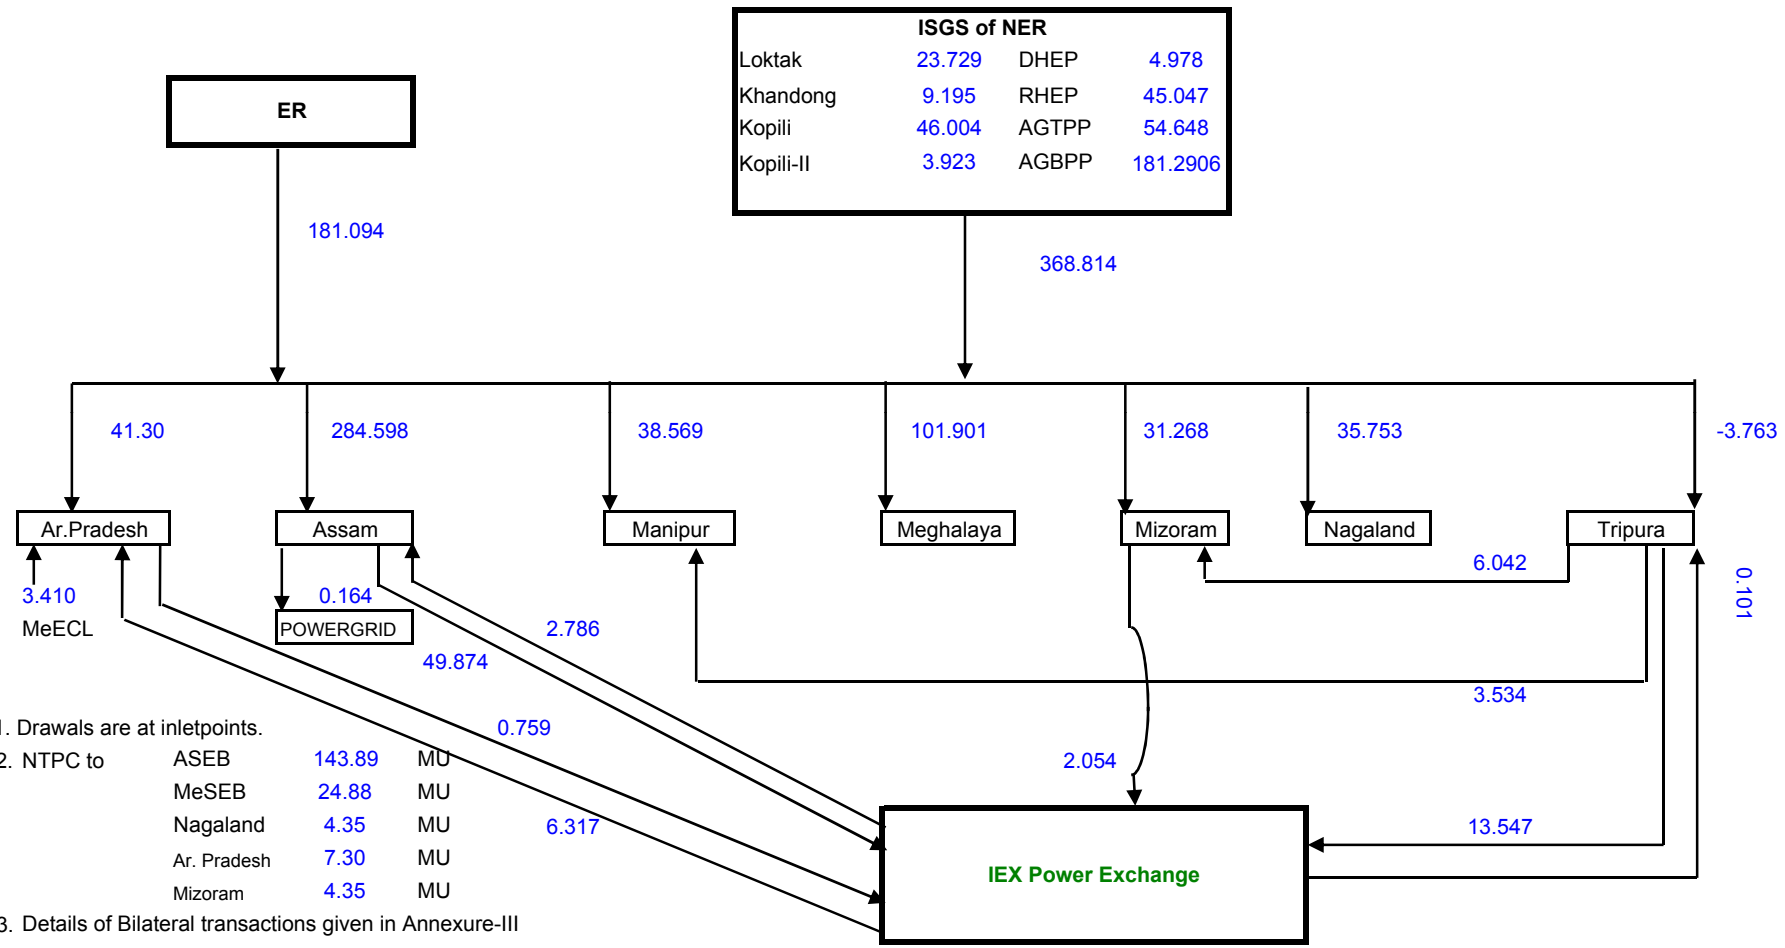 ISGS of NER
Loktak 23.729 DHEP 4.978
Khandong 9.195 RHEP 45.047
Kopili 46.004 AGTPP 54.648
Kopili-II 3.923 AGBPP 181.2906
ER
181.094
368.814
41.30 284.598 38.569 101.901 31.268 35.753 -3.763
Ar.Pradesh Assam Manipur Meghalaya Mizoram Nagaland Tripura
6.042
0.101
3.410 0.164
MeECL POWERGRID 2.786
49.874
3.534
1. Drawals are at inletpoints. 0.759
2. NTPC to ASEB 143.89 MU 2.054
MeSEB 24.88 MU
Nagaland 4.35 MU 6.317 13.547
Ar. Pradesh 7.30 MU
Mizoram 4.35 MU
IEX Power Exchange
3. Details of Bilateral transactions given in Annexure-III